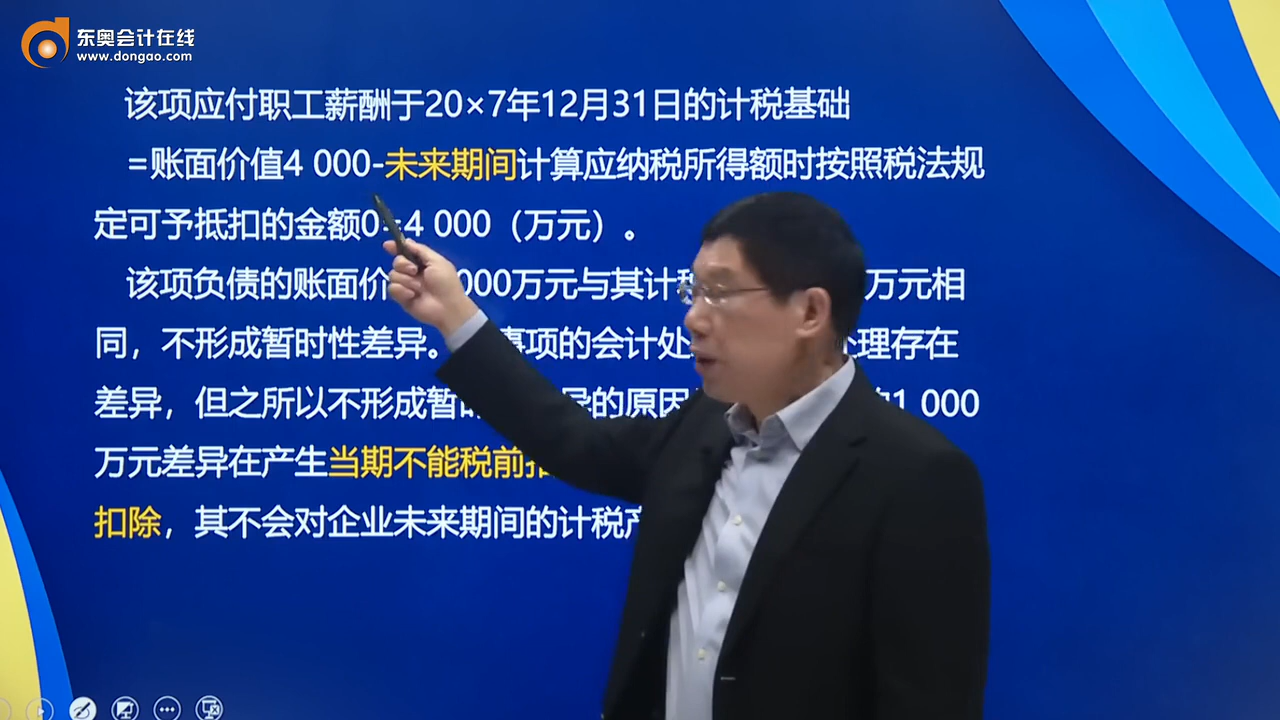 东奥会计在线
www.dongao.com
该项应付职工薪酬于20×7年12月31日的计税基础
=账面价值4 000-未来期间计算应纳税所得额时按照税法规
定可予抵扣的金额0=4 000（万元）。
该项负债的账面价 000万元与其计税 万元相
同，不形成暂时性差异。 事项的会计处 处理存在
差异，但之所以不形成暂 异的原因 1 000
万元差异在产生当期不能税前
扣除，其不会对企业未来期间的计税产